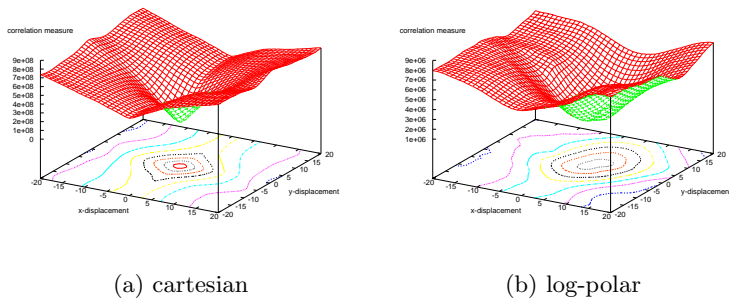 correlation measure
9e+08
8e+08
7e+08
6e+08
5e+08
4e+08
3e+08
2e+08
1e+08
0
-20
-15
-10
-5
0
5
10
15
20
x-displacement
-20
-15
-10
-5
0
5
10
15
20
y-displacement
(a) cartesian
correlation measure
9e+06
8e+06
7e+06
6e+06
5e+06
4e+06
3e+06
2e+06
1e+06
-20
-15
-10
-5
0
5
10
15
20
x-displacement
-20
-15
-10
-5
0
5
10
15
20
y-displacemen
(b) log-polar